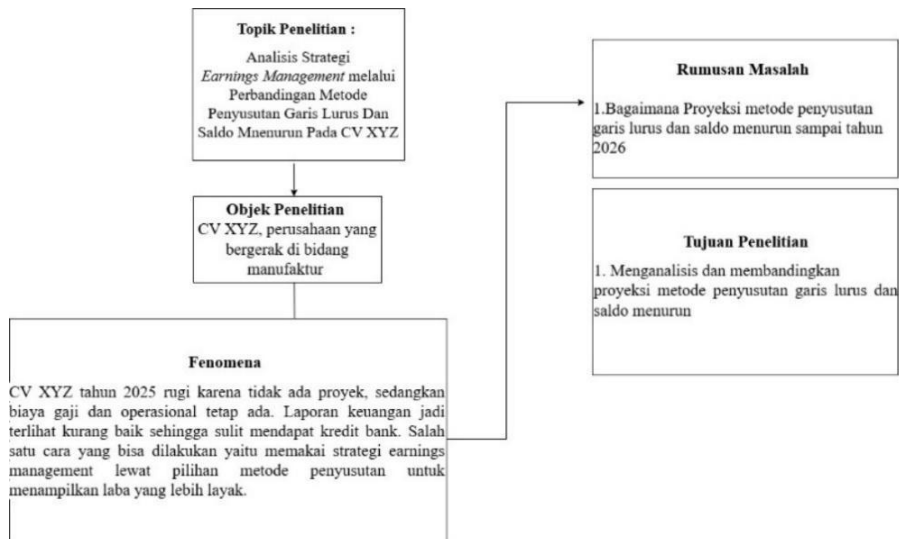 Topik Penelitian :
Analisis Strategi
Earnings Management melalui
Perbandingan Metode
Penyusutan Garis Lurus Dan
Saldo Mnenurun Pada CV XYZ
Objek Penelitian
CV XYZ, perusahaan yang
bergerak di bidang
manufaktur
Fenomena
CV XYZ tahun 2025 rugi karena tidak ada proyek, sedangkan
biaya gaji dan operasional tetap ada. Laporan keuangan jadi
terlihat kurang baik sehingga sulit mendapat kredit bank. Salah
satu cara yang bisa dilakukan yaitu memakai strategi earnings
management lewat pilihan metode penyusutan untuk
menampilkan laba yang lebih layak.
Rumusan Masalah
1.Bagaimana Proyeksi metode penyusutan
garis lurus dan saldo menurun sampai tahun
2026
Tujuan Penelitian
1. Menganalisis dan membandingkan
proyeksi metode penyusutan garis lurus dan
saldo menurun